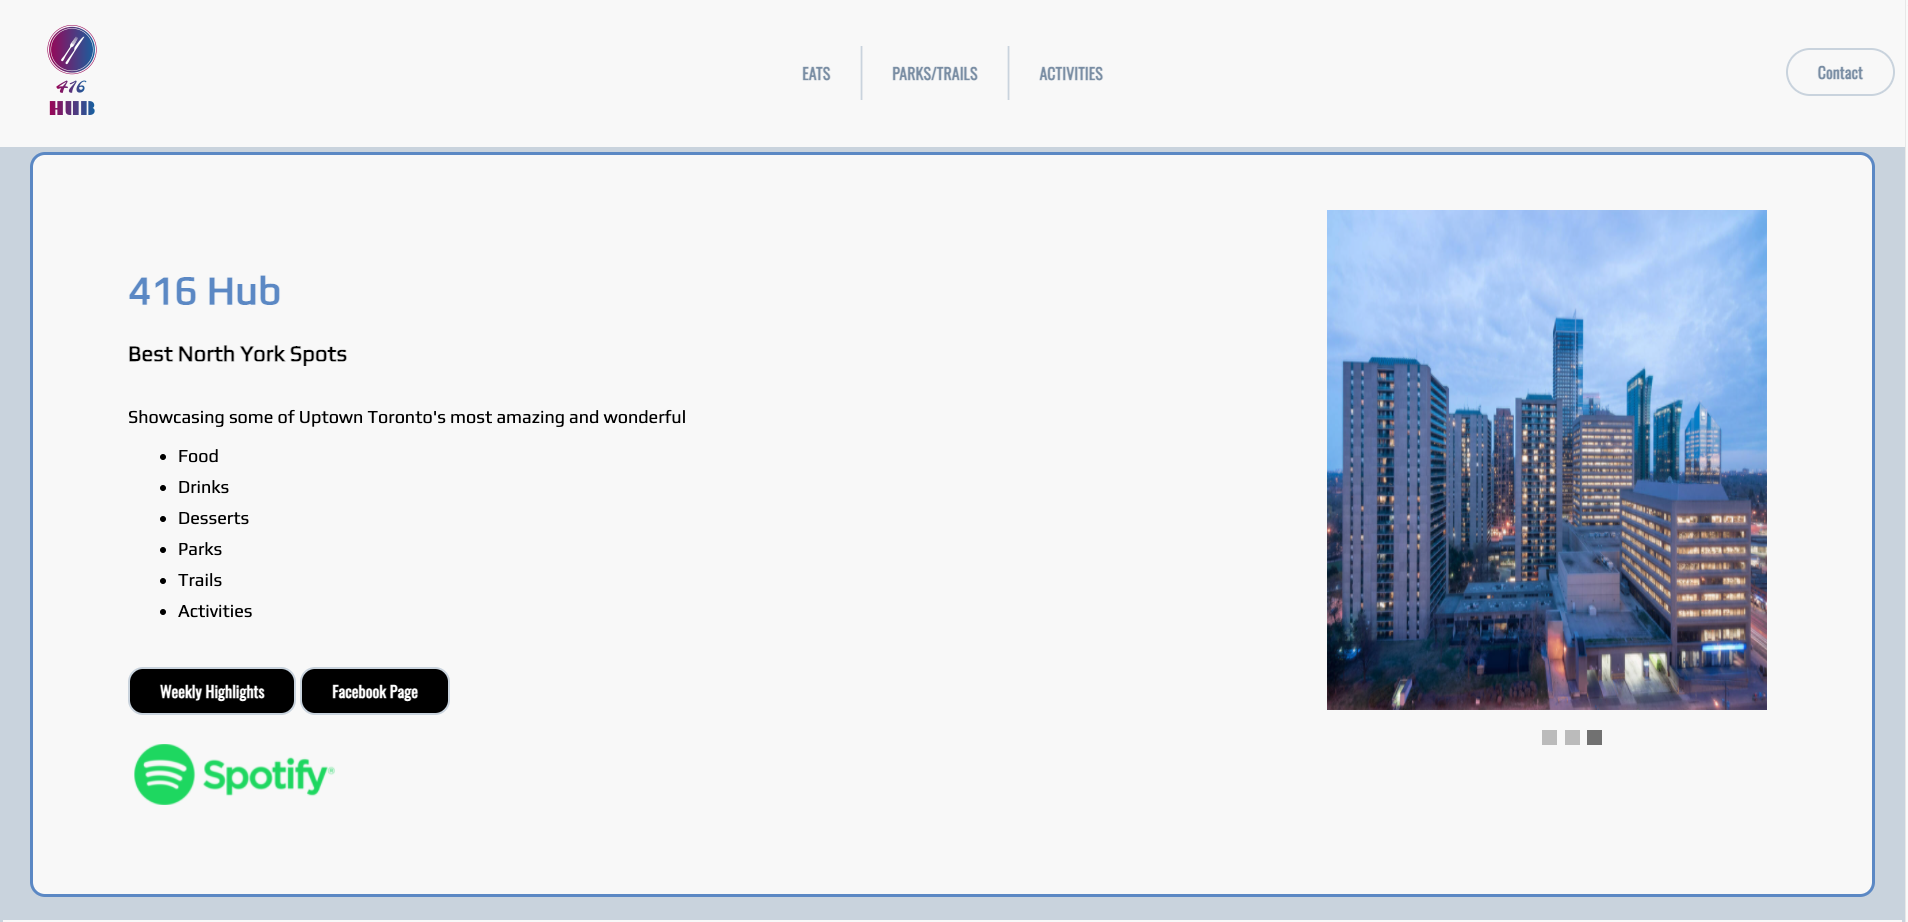 416
HUB
EATS
PARKS/TRAILS
ACTIVITIES
Contact
416 Hub
Best North York Spots
Showcasing some of Uptown Toronto's most amazing and wonderful
Food
Drinks
Desserts
Parks
Trails
Activities
Weekly Highlights
Facebook Page
Spotify®